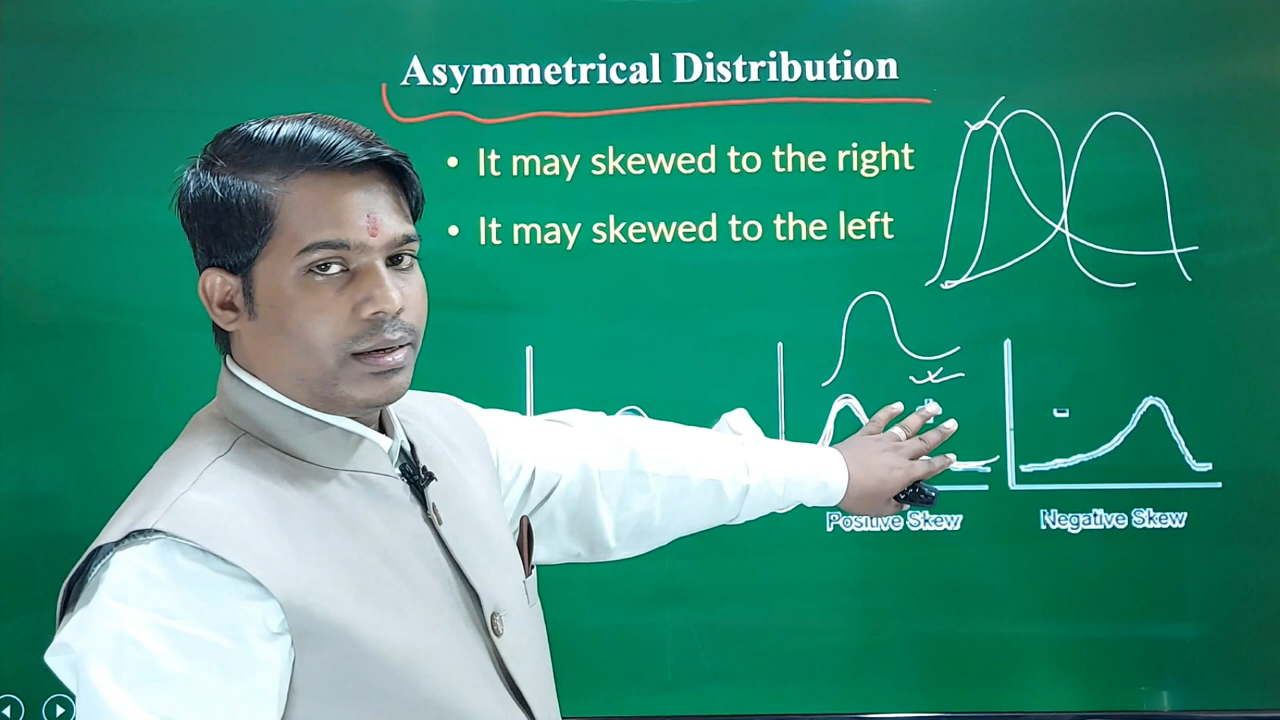 Asymmetrical Distribution
• It may skewed to the right
• It may skewed to the left
Positive Skew
Negative Skew